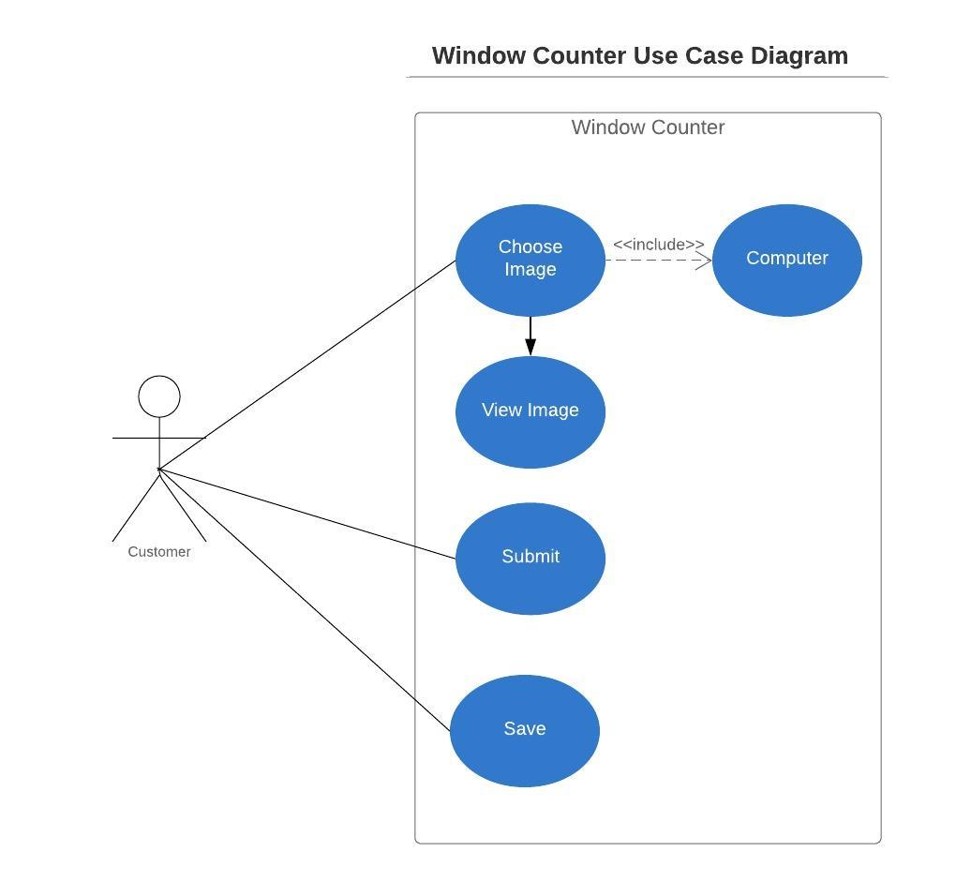 Window Counter Use Case Diagram
Window Counter
Choose
Image
<<include>>
Computer
View Image
Customer
Submit
Save